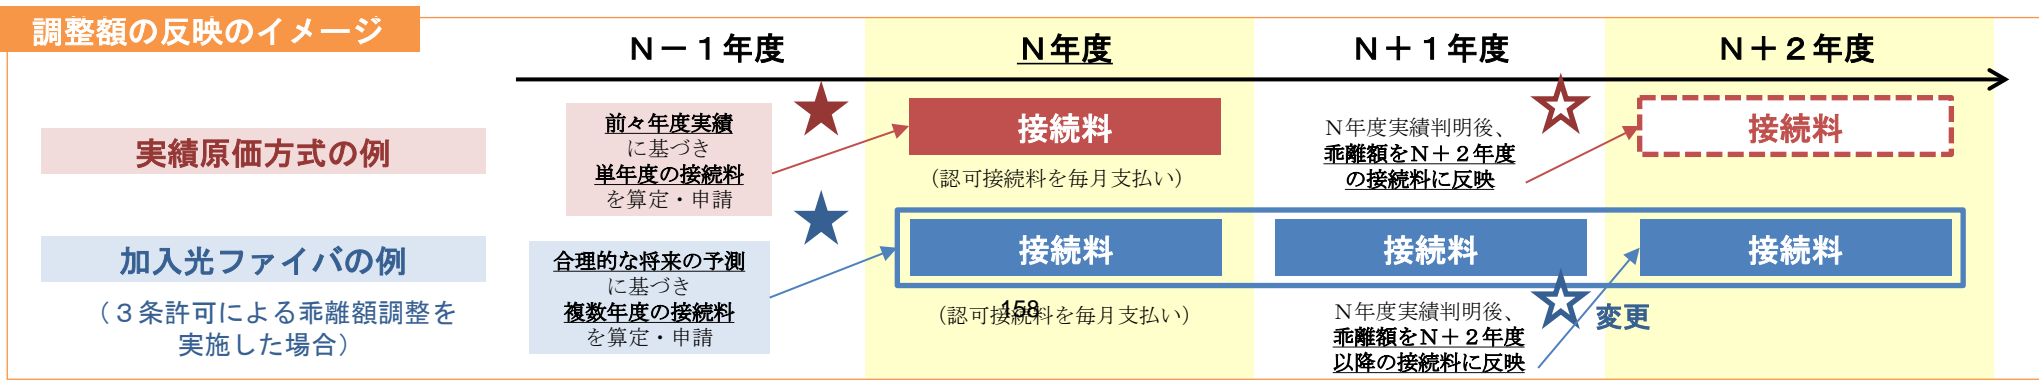 調整額の反映のイメージ
Ｎ－１年度
Ｎ年度
Ｎ＋１年度
Ｎ＋２年度
実績原価方式の例
前々年度実績
に基づき
単年度の接続料
を算定・申請
接続料
（認可接続料を毎月支払い）
Ｎ年度実績判明後、
乖離額をＮ＋２年度
の接続料に反映
接続料
加入光ファイバの例
（３条許可による乖離額調整を
実施した場合）
合理的な将来の予測
に基づき
複数年度の接続料
を算定・申請
接続料
接続料
接続料
（認可接続料を毎月支払い）
158
Ｎ年度実績判明後、
乖離額をＮ＋２年度
以降の接続料に反映
変更